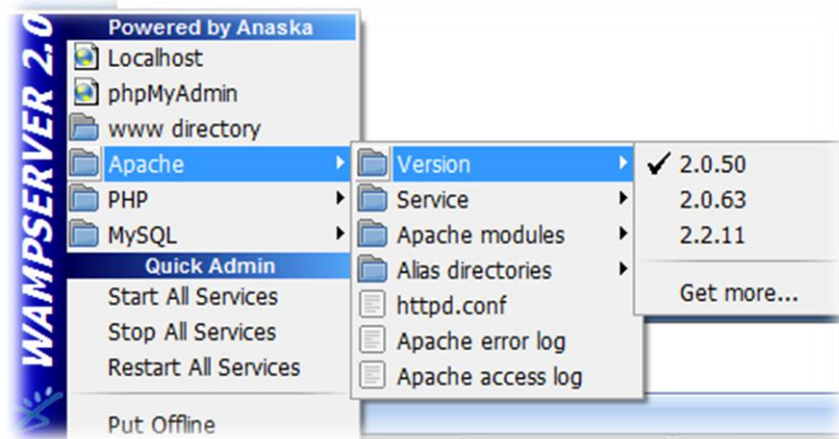 WAMPSERVER 2.0
Powered by Anaska
Localhost
phpMyAdmin
www directory
Apache
PHP
MySQL
Quick Admin
Start All Services
Stop All Services
Restart All Services
Put Offline
Version
Service
Apache modules
Alias directories
httpd.conf
Apache error log
Apache access log
2.0.50
2.0.63
2.2.11
Get more...